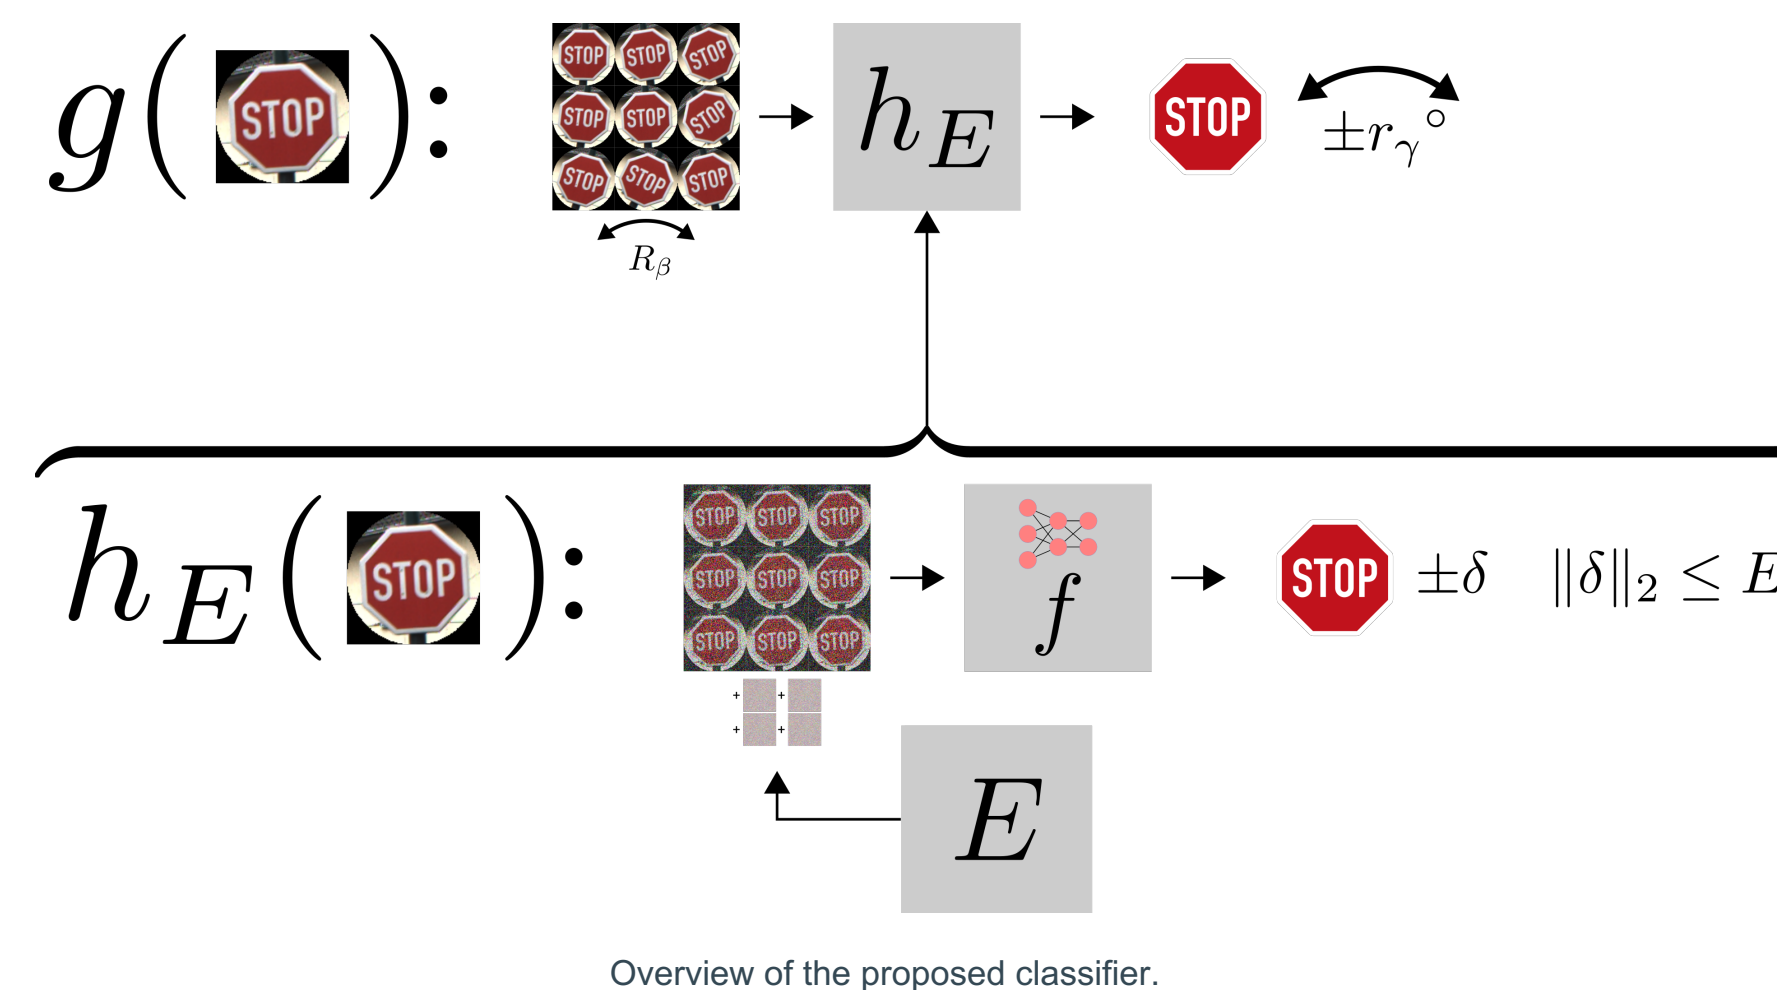 g( STOP ):
STOP STOP STOP
STOP STOP STOP
STOP STOP STOP
R_β
h_E
STOP ±r_γ°
h_E( STOP ):
STOP STOP STOP
STOP STOP STOP
STOP STOP STOP
+ +
+ +
f
STOP ±δ ‖δ‖₂ ≤ E
E
Overview of the proposed classifier.